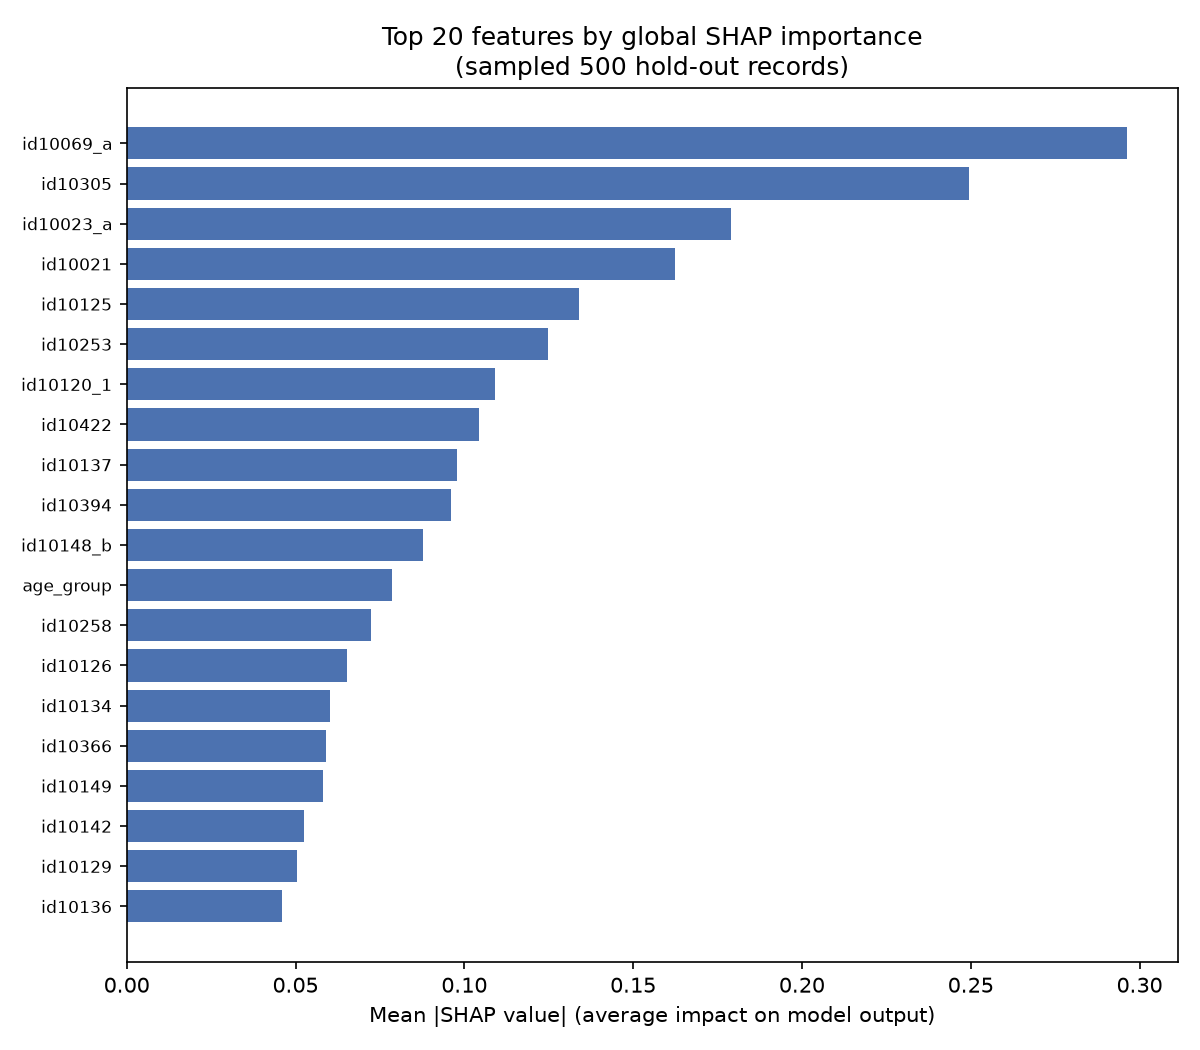 Top 20 features by global SHAP importance
(sampled 500 hold-out records)
id10069_a
id10305
id10023_a
id10021
id10125
id10253
id10120_1
id10422
id10137
id10394
id10148_b
age_group
id10258
id10126
id10134
id10366
id10149
id10142
id10129
id10136
0.00 0.05 0.10 0.15 0.20 0.25 0.30
Mean |SHAP value| (average impact on model output)